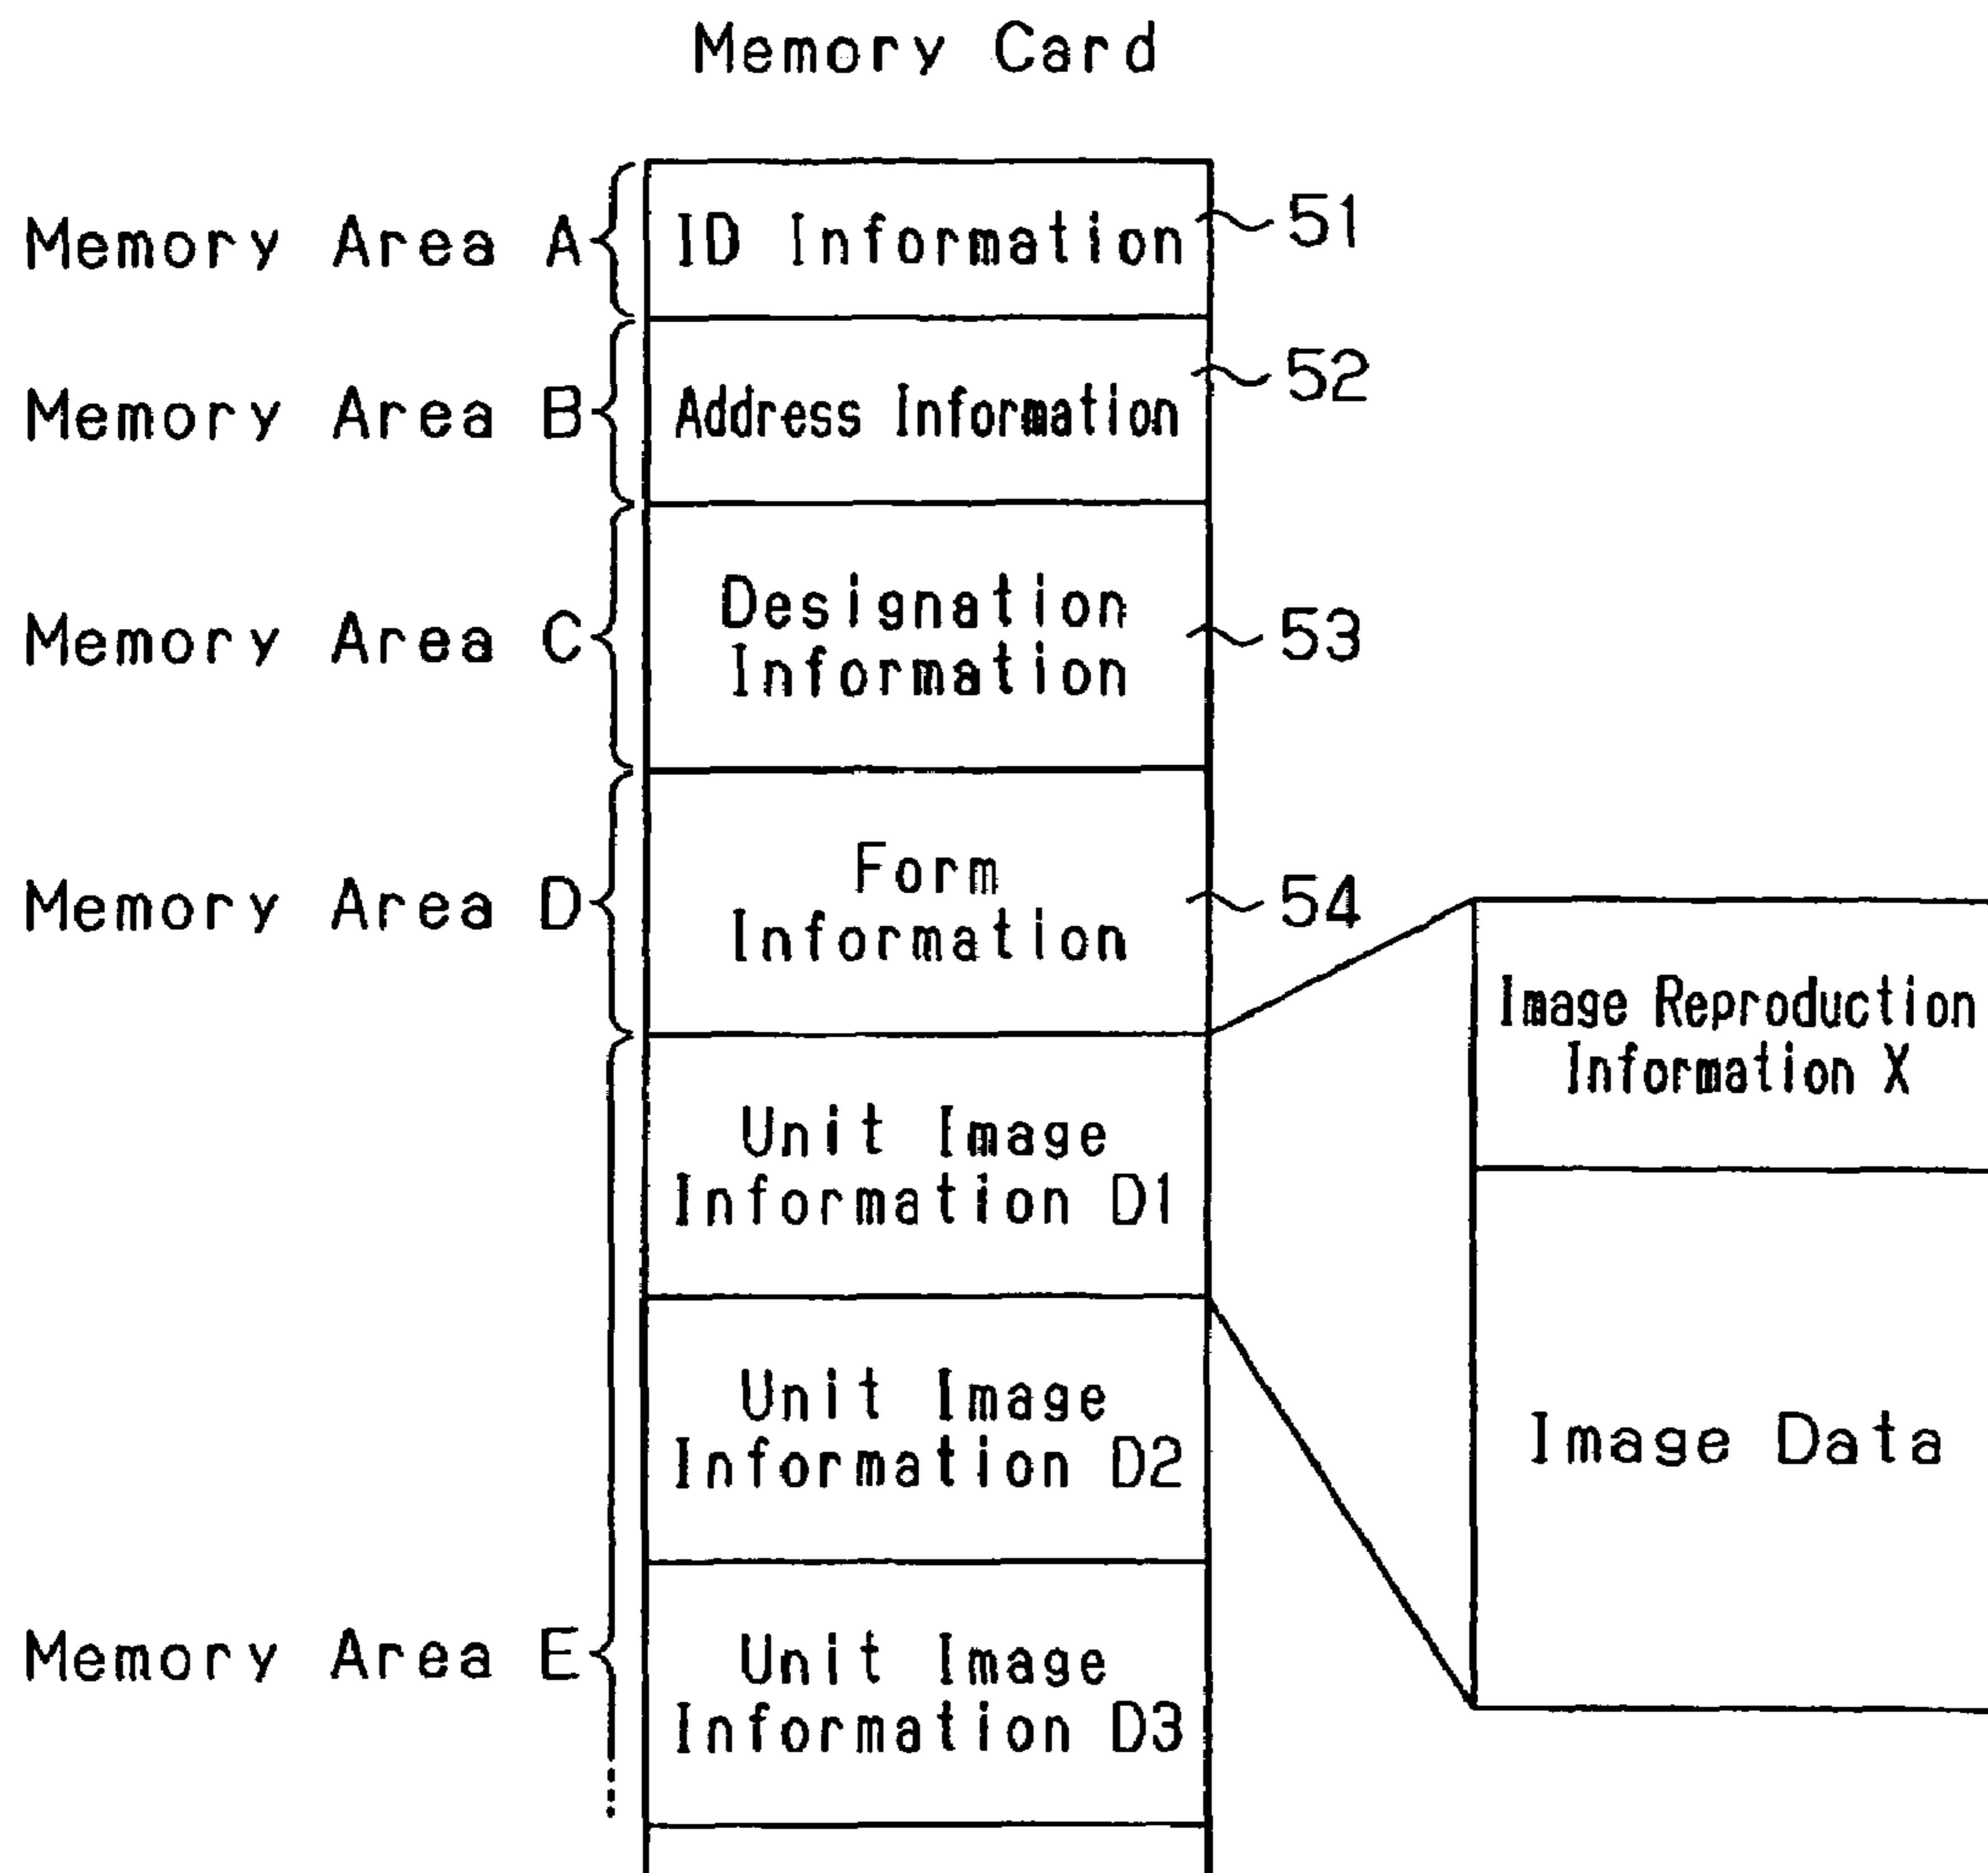 Memory Card
Memory Area A
ID Information
51
Memory Area B
Address Information
52
Memory Area C
Designation
Information
53
Memory Area D
Form
Information
54
Image Reproduction
Information X
Image Data
Memory Area E
Unit Image
Information D1
Unit Image
Information D2
Unit Image
Information D3